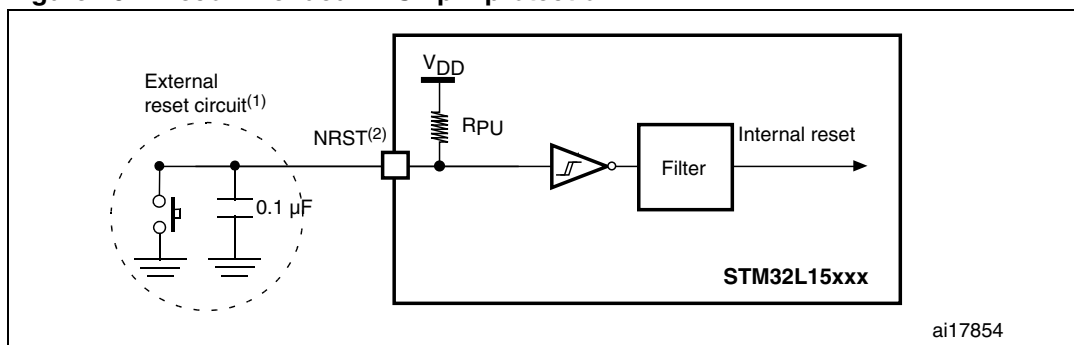 External
reset circuit(1)
VDD
RPU
NRST(2)
Internal reset
Filter
0.1 µF
STM32L15xxx
ai17854